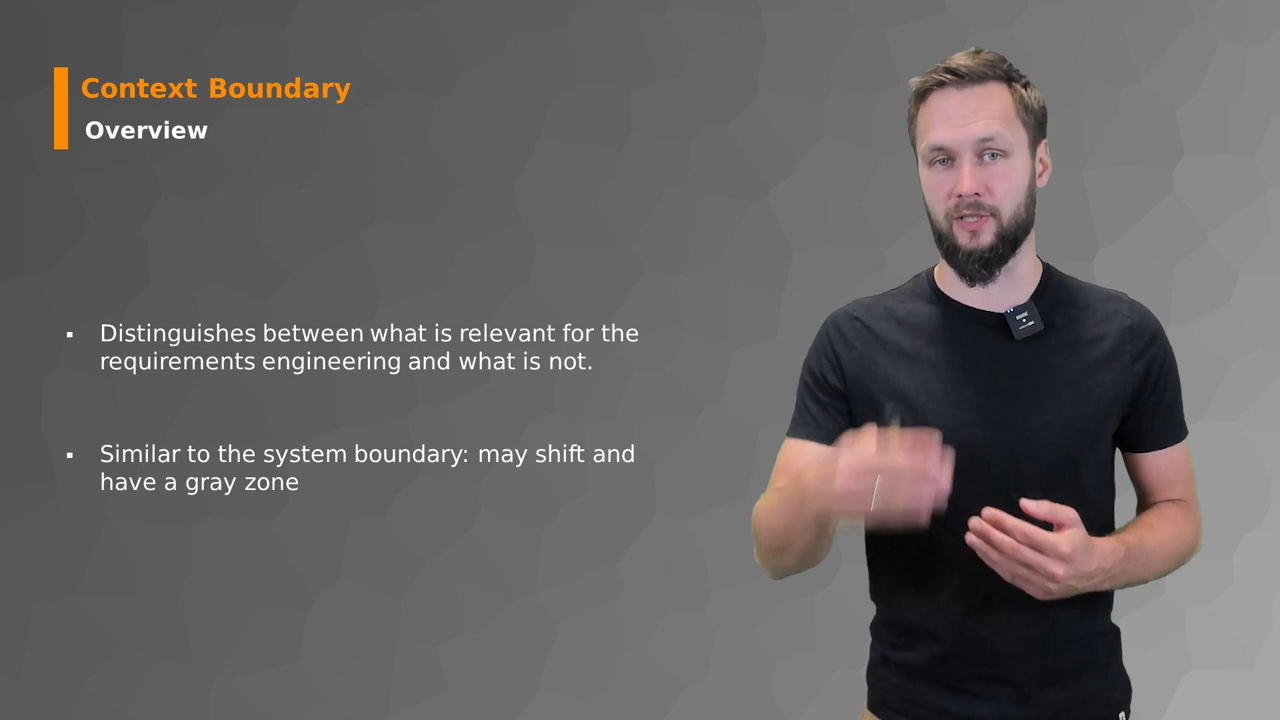 Context Boundary
Overview
▪ Distinguishes between what is relevant for the
requirements engineering and what is not.
▪ Similar to the system boundary: may shift and
have a gray zone